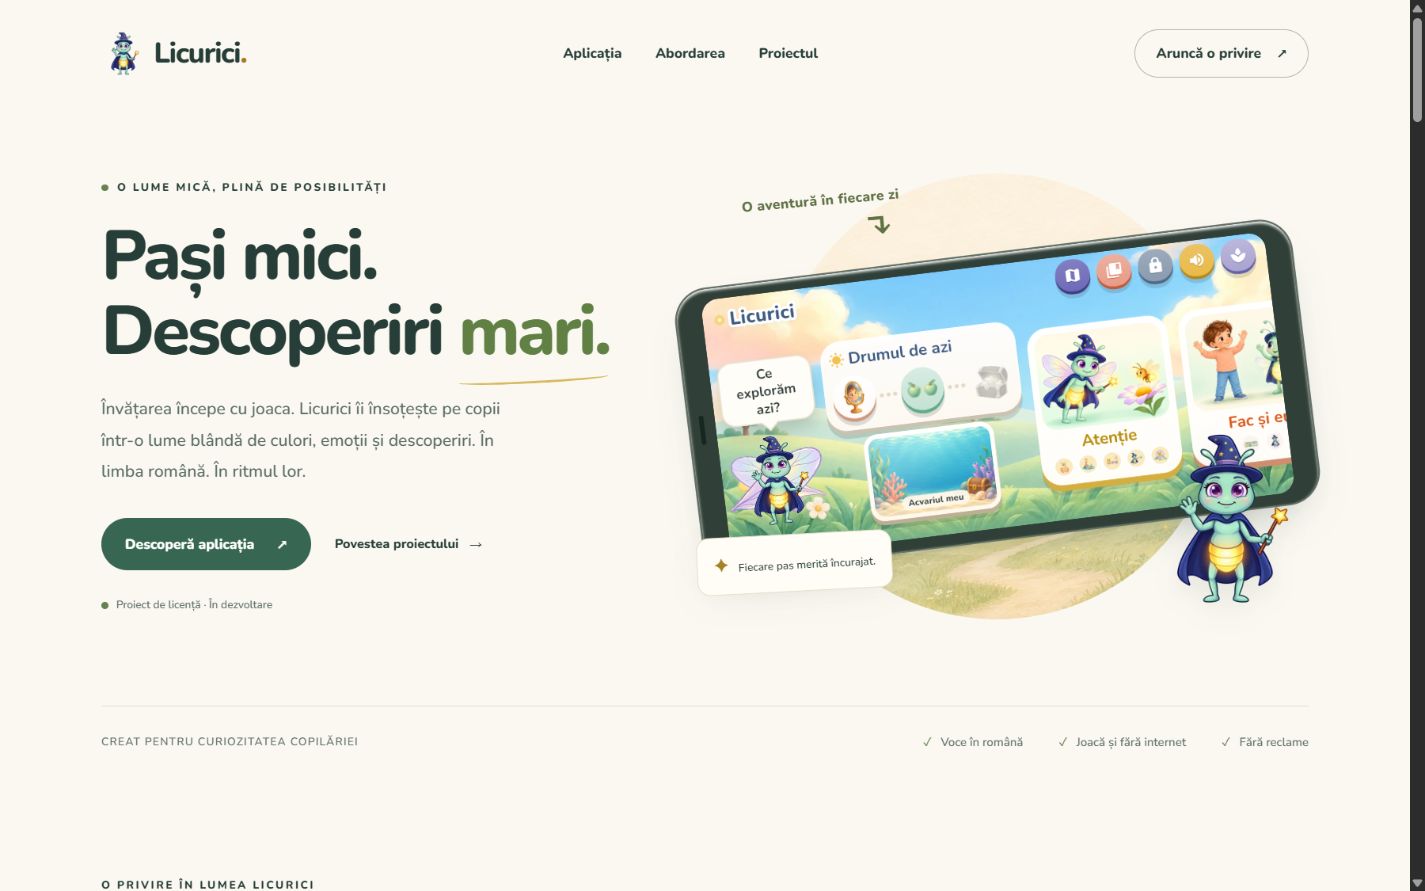 Licurici.
Aplicația
Abordarea
Proiectul
Aruncă o privire ↗
O LUME MICĂ, PLINĂ DE POSIBILITĂȚI
Pași mici.
Descoperiri mari.
Învățarea începe cu joaca. Licurici îi însoțește pe copii
într-o lume blândă de culori, emoții și descoperiri. În
limba română. În ritmul lor.
Descoperă aplicația ↗
Povestea proiectului →
Proiect de licență · În dezvoltare
O aventură în fiecare zi
Licurici
Ce
explorăm
azi?
Drumul de azi
Acvariul meu
Atenție
Fac și eu
Fiecare pas merită încurajat.
CREAT PENTRU CURIOZITATEA COPILĂRIEI
✓ Voce în română
✓ Joacă și fără internet
✓ Fără reclame
O PRIVIRE ÎN LUMEA LICURICI